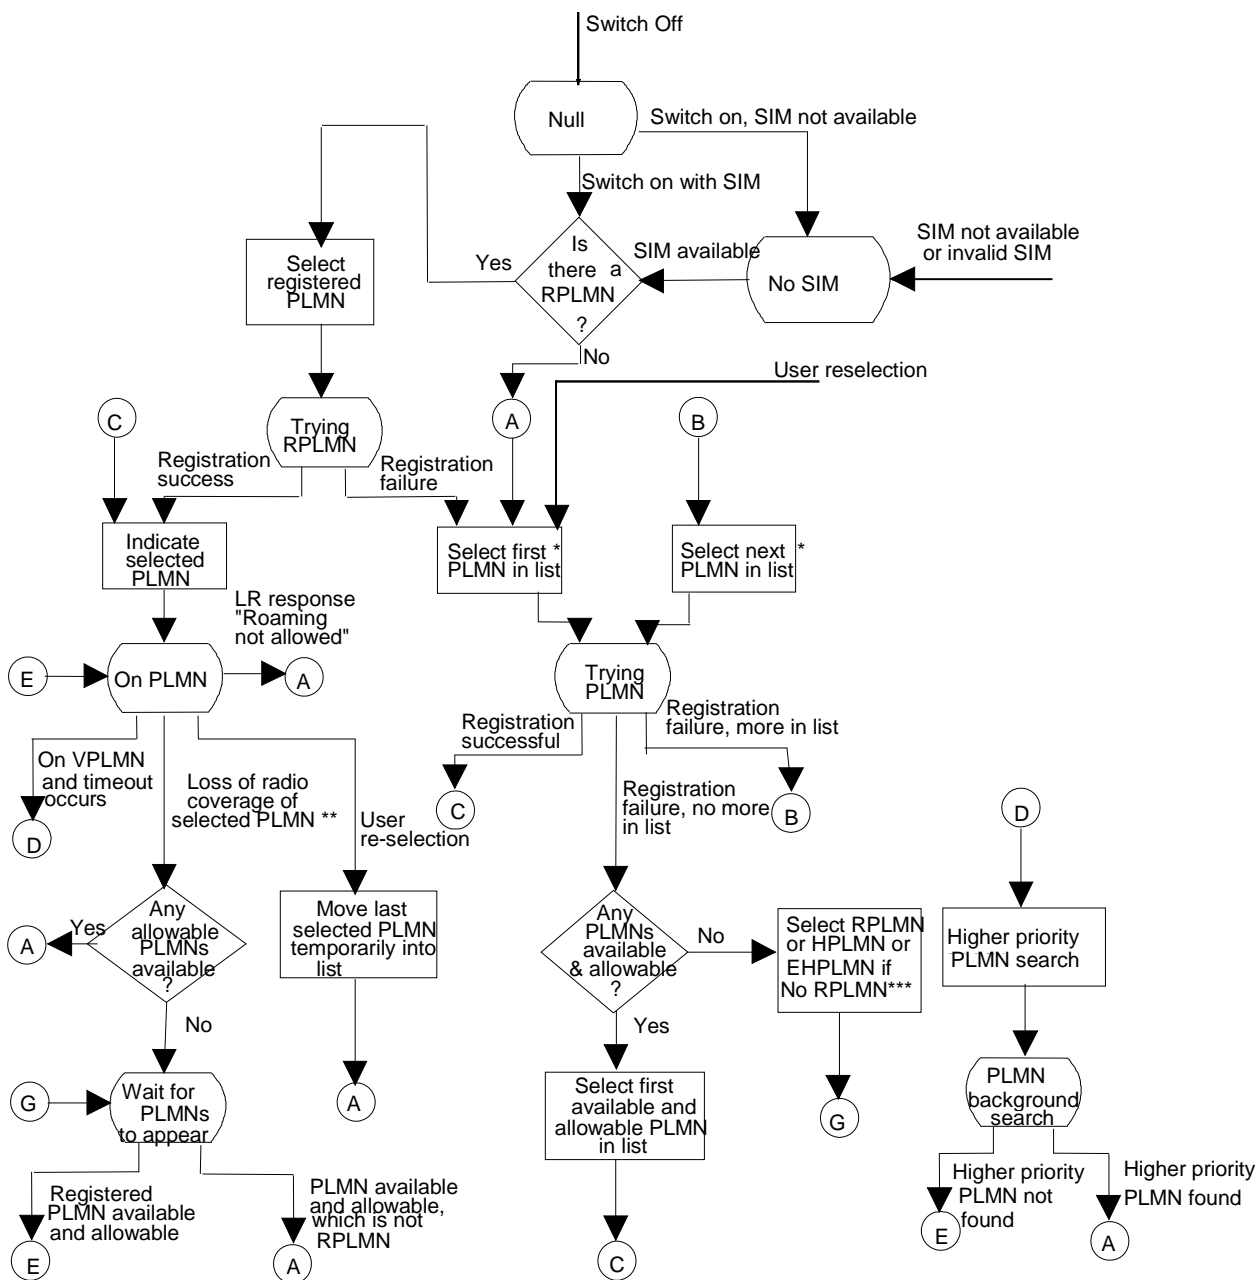 Switch Off
Null
Switch on, SIM not available
Switch on with SIM
Is
there a
RPLMN
?
Yes
SIM available
No SIM
SIM not available
or invalid SIM
Select
registered
PLMN
No
User reselection
C
Trying
RPLMN
A
B
Registration
success
Registration
failure
Indicate
selected
PLMN
Select first *
PLMN in list
Select next *
PLMN in list
LR response
"Roaming
not allowed"
E
On PLMN
A
Trying
PLMN
Registration
successful
Registration
failure, more in list
On VPLMN
and timeout
occurs
Loss of radio
coverage of
selected PLMN **
User
re-selection
Registration
failure, no more
in list
D
C
B
D
Any
allowable
PLMNs
available
?
Yes
A
Move last
selected PLMN
temporarily into
list
Any
PLMNs
available
& allowable
?
No
Select RPLMN
or HPLMN or
EHPLMN if
No RPLMN***
Higher priority
PLMN search
No
Yes
G
Wait for
PLMNs
to appear
A
Select first
available and
allowable PLMN
in list
G
PLMN
background
search
Registered
PLMN available
and allowable
PLMN available
and allowable,
which is not
RPLMN
Higher priority
PLMN not
found
Higher priority
PLMN found
E
A
C
E
A